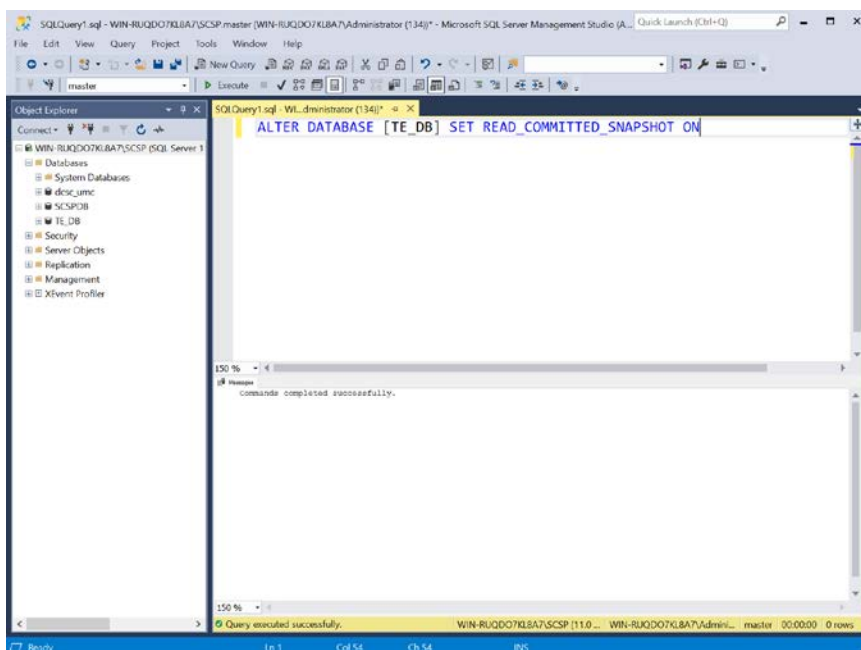 SQLQuery1.sql - WIN-RUQDO7KL8A7\SCSP.master (WIN-RUQDO7KL8A7\Administrator (134))* - Microsoft SQL Server Management Studio (A...
Quick Launch (Ctrl+Q)
File Edit View Query Project Tools Window Help
New Query
master
Execute
Object Explorer
SQLQuery1.sql - WI...dministrator (134))*
Connect
ALTER DATABASE [TE_DB] SET READ_COMMITTED_SNAPSHOT ON
WIN-RUQDO7KL8A7\SCSP (SQL Server 1
Databases
System Databases
desc_umc
SCSPDB
TE_DB
Security
Server Objects
Replication
Management
XEvent Profiler
150 %
Messages
Commands completed successfully.
150 %
Query executed successfully.
WIN-RUQDO7KL8A7\SCSP (11.0 ... WIN-RUQDO7KL8A7\Admini... master 00:00:00 0 rows
Ready Ln 1 Col 54 Ch 54 INS